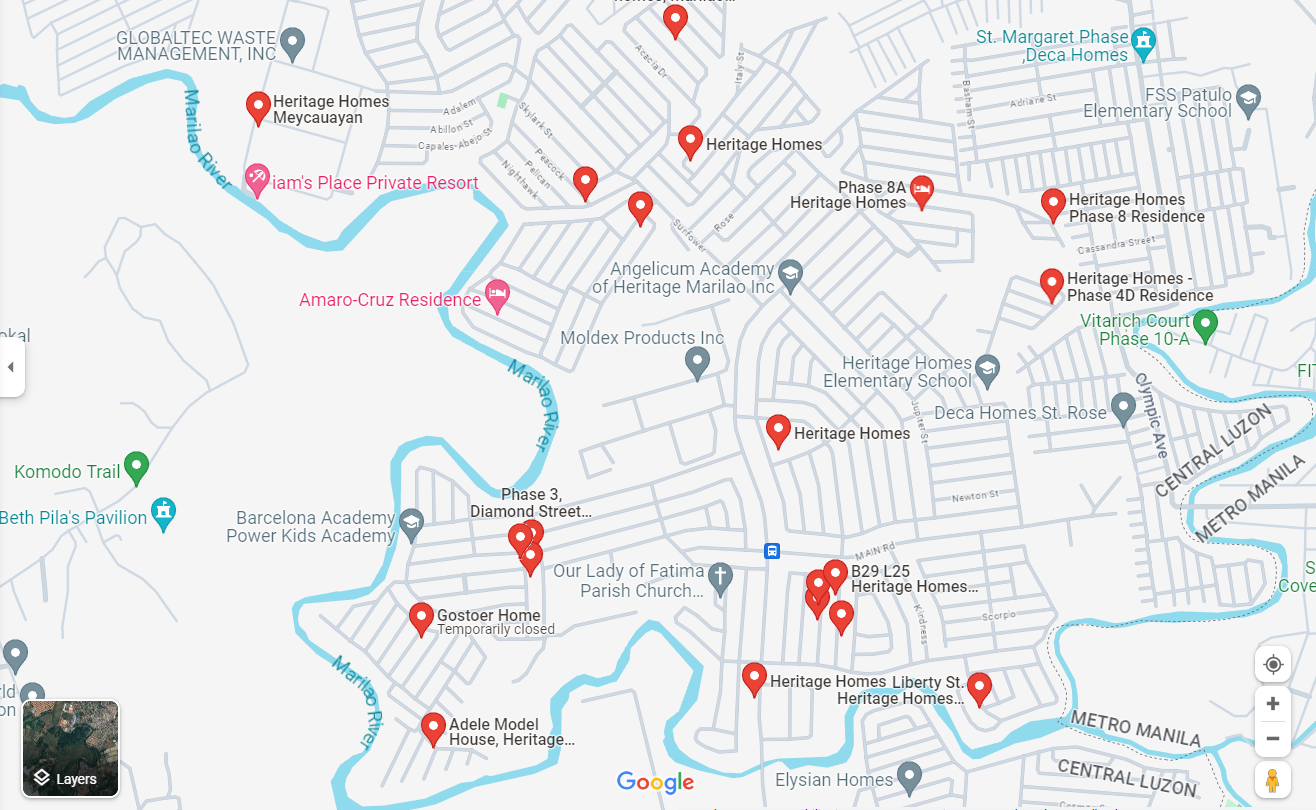 homes, Marilao...
GLOBALTEC WASTE
MANAGEMENT, INC
St. Margaret Phase
,Deca Homes
Acacia Dr
Italy St
Basham St
Adriane St
FSS Patulo
Elementary School
Heritage Homes
Meycauayan
Marilao River
Adalem
Abillon St
Capales-Abejo St
Skylark St
Peacock
Pelican
Nighthawk
Heritage Homes
iam's Place Private Resort
Phase 8A
Heritage Homes
Heritage Homes
Phase 8 Residence
Sunflower
Rose
Cassandra Street
Angelicum Academy
of Heritage Marilao Inc
Heritage Homes -
Phase 4D Residence
Amaro-Cruz Residence
Vitarich Court
Phase 10-A
okal
Moldex Products Inc
Heritage Homes
Elementary School
FIT
Marilao River
Olympic Ave
Deca Homes St. Rose
Jupiter St
CENTRAL LUZON
METRO MANILA
Heritage Homes
Komodo Trail
Beth Pila's Pavilion
Phase 3,
Diamond Street...
Newton St
Barcelona Academy
Power Kids Academy
MAIN Rd
Our Lady of Fatima
Parish Church...
B29 L25
Heritage Homes...
S
Cove
Kindness
Scorpio
Gostoer Home
Temporarily closed
Marilao River
Heritage Homes
Liberty St.
Heritage Homes...
rld
on
Adele Model
House, Heritage...
METRO MANILA
CENTRAL LUZON
Layers
Google
Elysian Homes